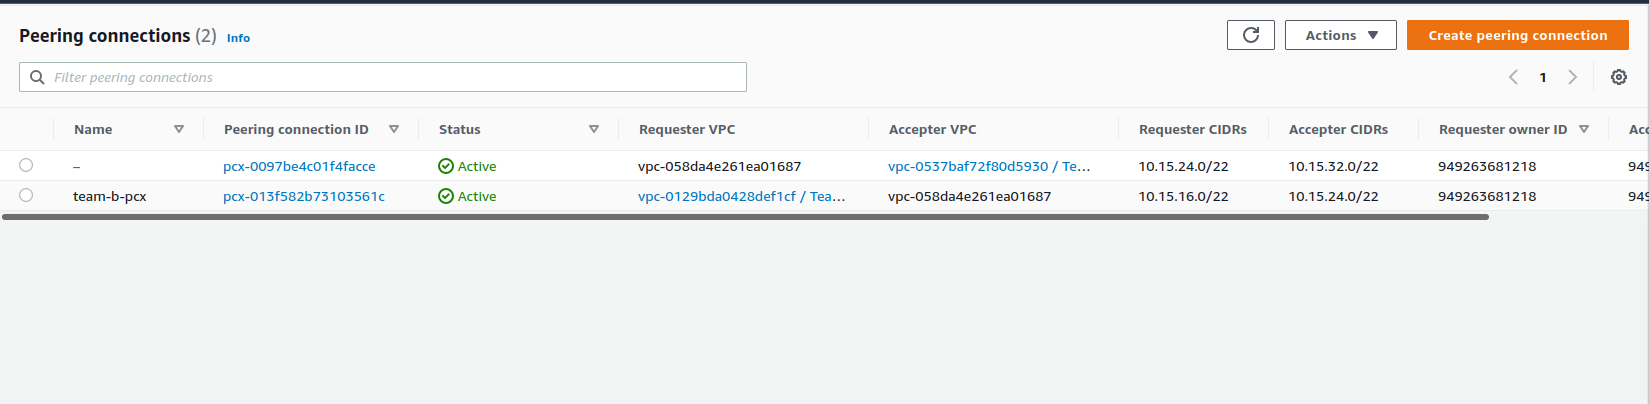 Peering connections (2) Info
Actions
Create peering connection
Filter peering connections
1
Name Peering connection ID Status Requester VPC Accepter VPC Requester CIDRs Accepter CIDRs Requester owner ID Acc
– pcx-0097be4c01f4facce Active vpc-058da4e261ea01687 vpc-0537baf72f80d5930 / Te... 10.15.24.0/22 10.15.32.0/22 949263681218 949
team-b-pcx pcx-013f582b73103561c Active vpc-0129bda0428def1cf / Tea... vpc-058da4e261ea01687 10.15.16.0/22 10.15.24.0/22 949263681218 949